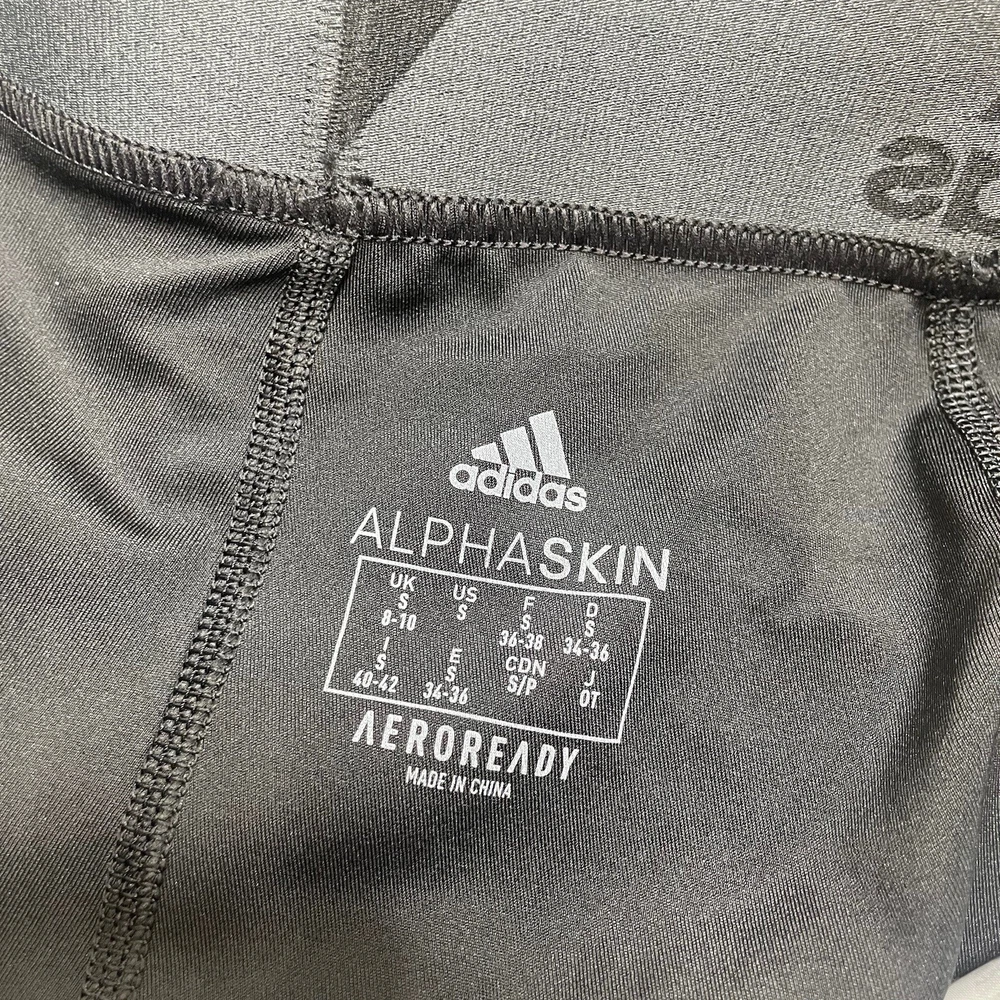 adidas
ALPHASKIN
UK US F D
S S S S
8-10 36-38 34-36
I E CDN J
S S S/P OT
40-42 34-36
AEROREADY
MADE IN CHINA